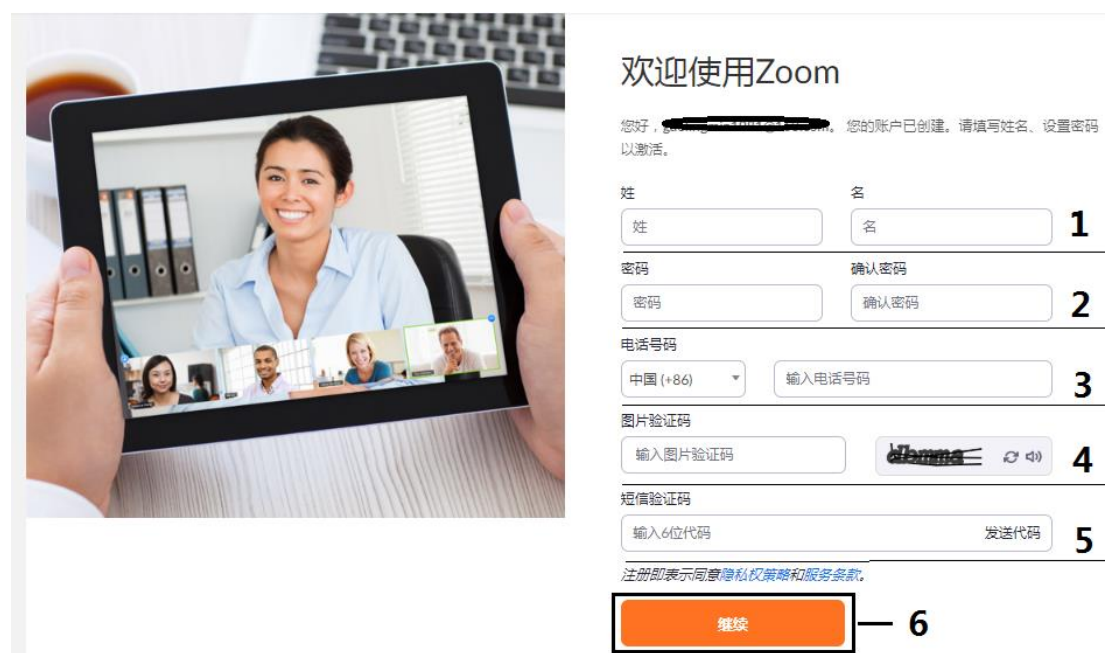 欢迎使用Zoom
您好, 。 您的账户已创建。请填写姓名、设置密码
以激活。
姓 名
姓 名 1
密码 确认密码
密码 确认密码 2
电话号码
中国 (+86) 输入电话号码 3
图片验证码
输入图片验证码 4
短信验证码
输入6位代码 发送代码 5
注册即表示同意隐私权策略和服务条款。
继续 6